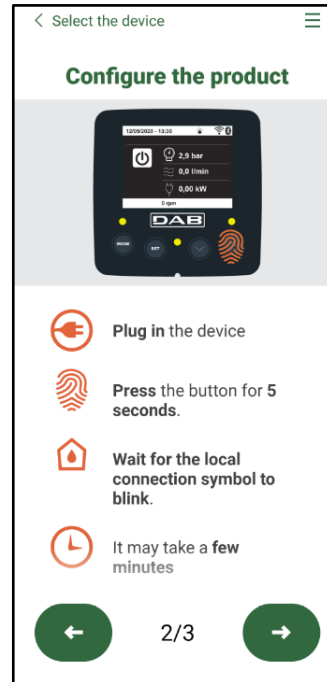 Select the device
Configure the product
12/09/2020 - 13:30
2,9 bar
0,0 l/min
0,00 kW
0 rpm
DAB
MODE
SET
Plug in the device
Press the button for 5
seconds.
Wait for the local
connection symbol to
blink.
It may take a few
minutes
2/3